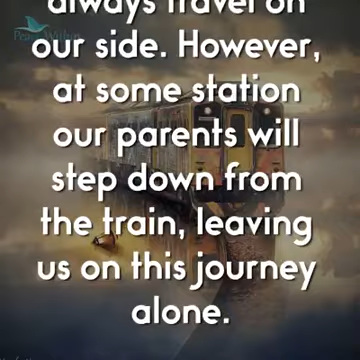 always travel on
our side. However,
at some station
our parents will
step down from
the train, leaving
us on this journey
alone.